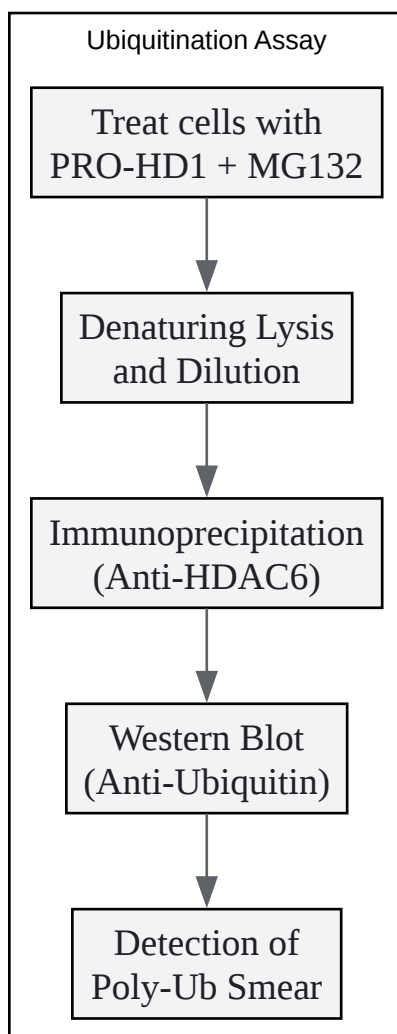 Ubiquitination Assay
Treat cells with
PRO-HD1 + MG132
Denaturing Lysis
and Dilution
Immunoprecipitation
(Anti-HDAC6)
Western Blot
(Anti-Ubiquitin)
Detection of
Poly-Ub Smear